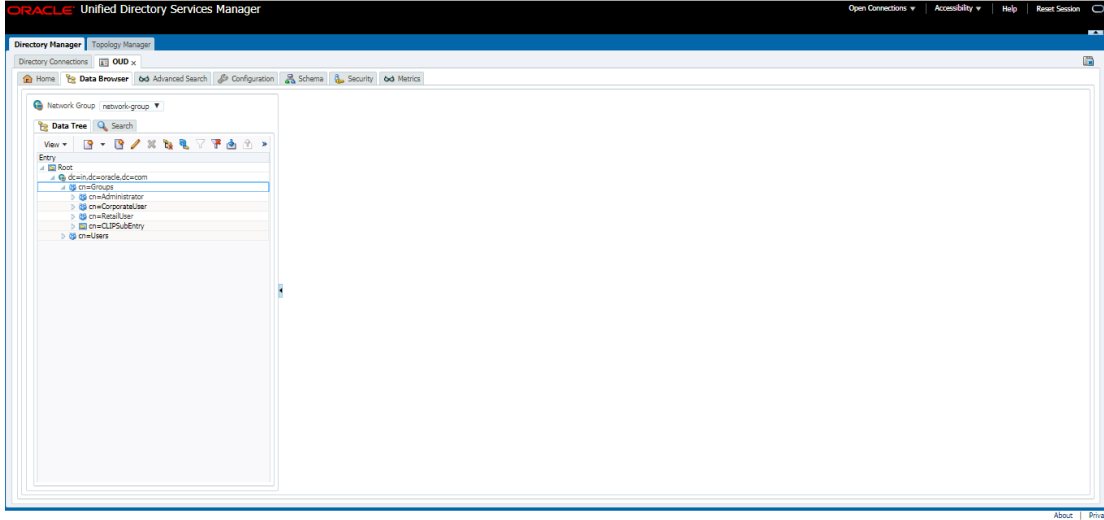 ORACLE Unified Directory Services Manager
Open Connections Accessibility Help Reset Session
Directory Manager Topology Manager
Directory Connections OUD x
Home Data Browser Advanced Search Configuration Schema Security Metrics
Network Group network-group
Data Tree Search
View »
Entry
Root
dc=in,dc=oracle,dc=com
cn=Groups
cn=Administrator
cn=CorporateUser
cn=RetailUser
cn=CLIPSubEntry
cn=Users
About Priva